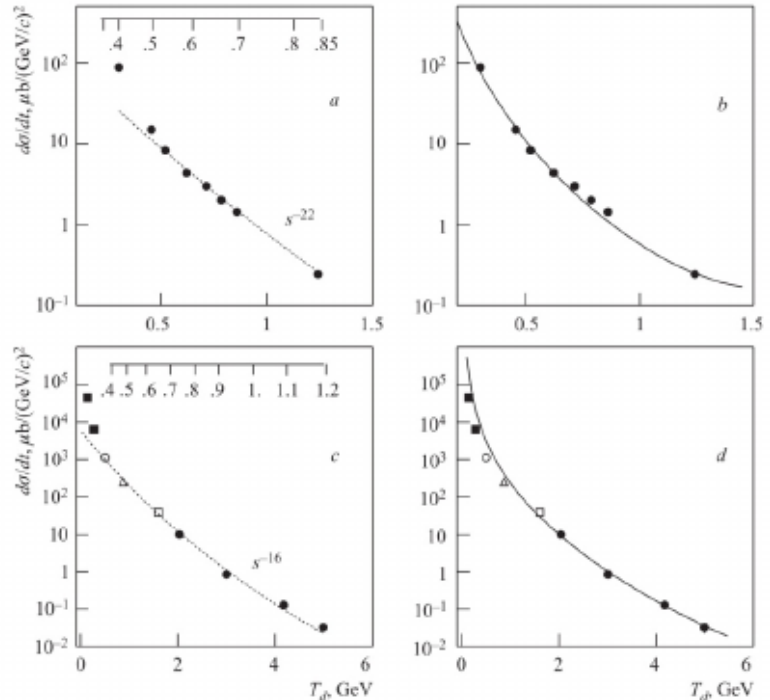 .4 .5 .6 .7 .8 .85
dσ/dt, μb/(GeV/c)²
10²
10
1
10⁻¹
a
s⁻²²
0.5 1 1.5
10²
10
1
10⁻¹
b
0.5 1 1.5
.4 .5 .6 .7 .8 .9 1. 1.1 1.2
dσ/dt, μb/(GeV/c)²
10⁵
10⁴
10³
10²
10
1
10⁻¹
10⁻²
c
s⁻¹⁶
0 2 4 6
T_d, GeV
10⁵
10⁴
10³
10²
10
1
10⁻¹
10⁻²
d
0 2 4 6
T_d, GeV